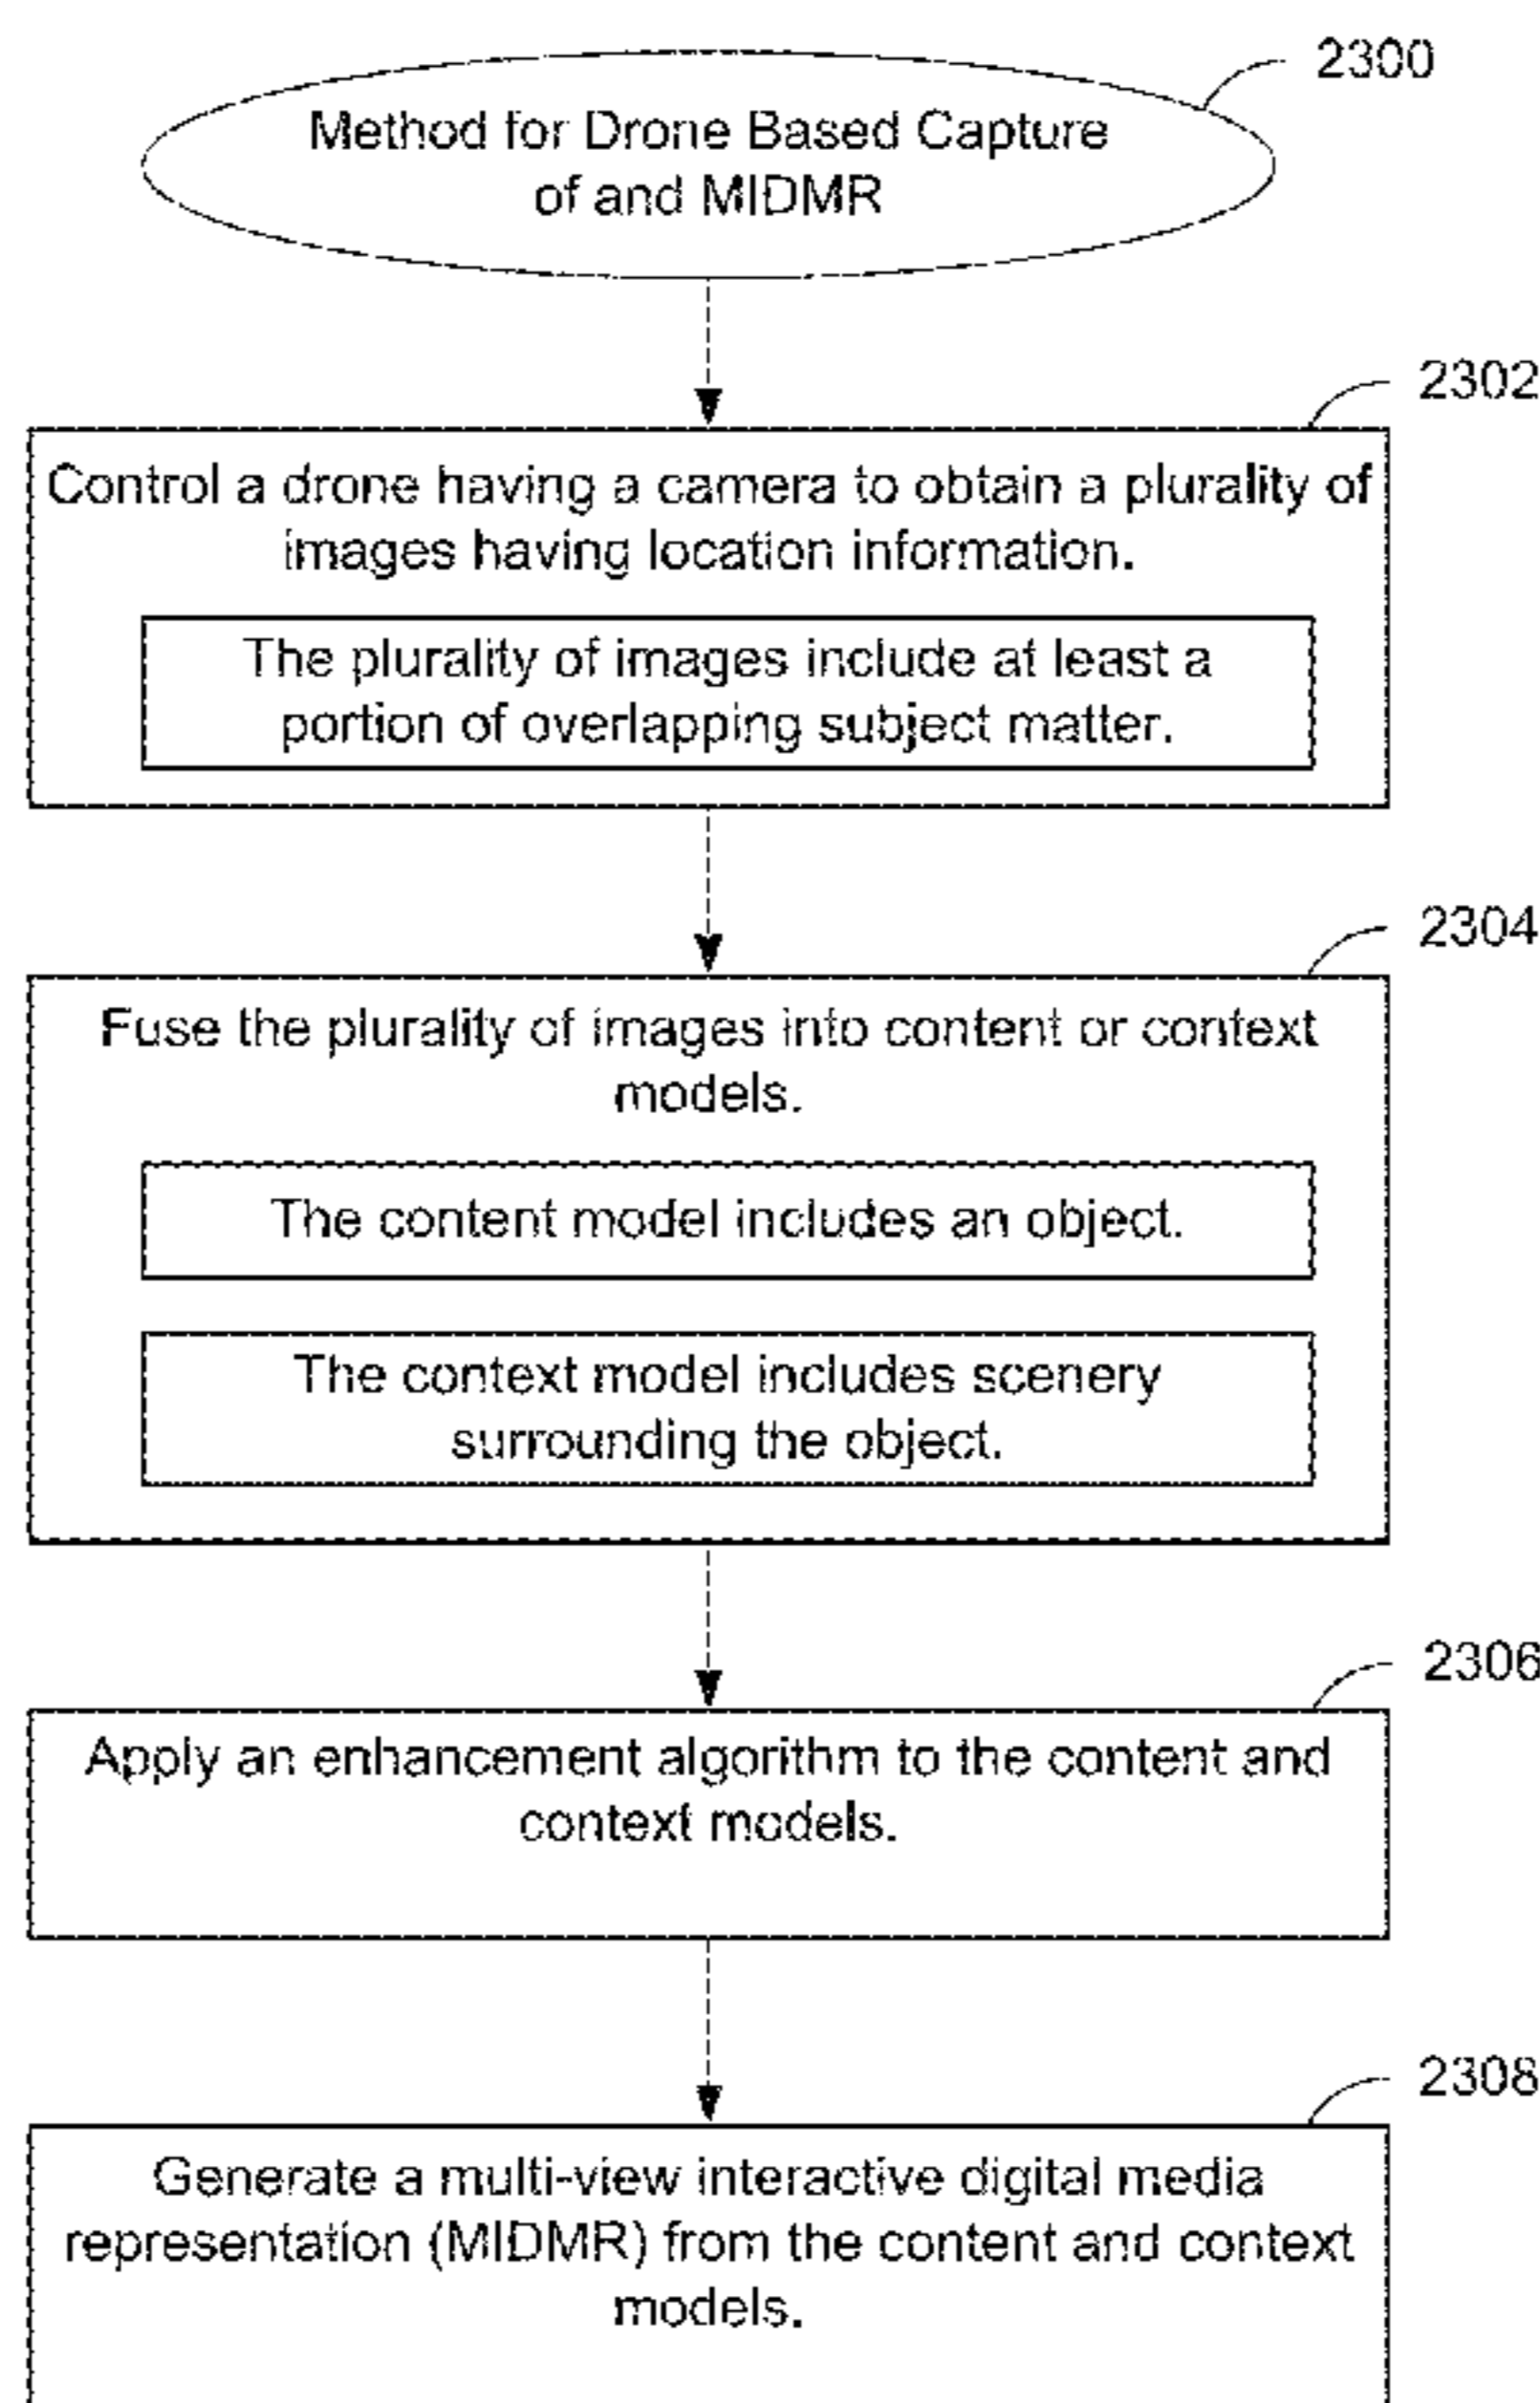 2300
Method for Drone Based Capture
of and MIDMR
2302
Control a drone having a camera to obtain a plurality of
images having location information.
The plurality of images include at least a
portion of overlapping subject matter.
2304
Fuse the plurality of images into content or context
models.
The content model includes an object.
The context model includes scenery
surrounding the object.
2306
Apply an enhancement algorithm to the content and
context models.
2308
Generate a multi-view interactive digital media
representation (MIDMR) from the content and context
models.